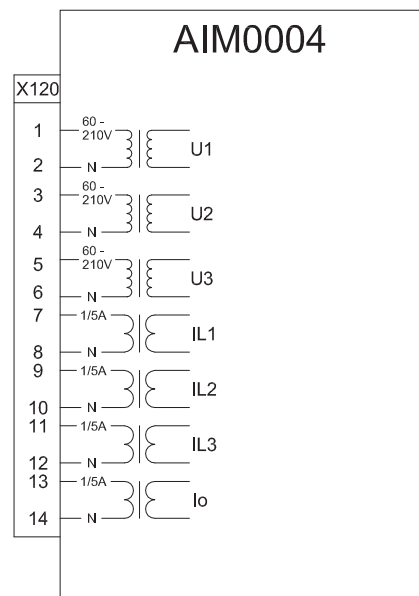 AIM0004
X120
1 60 -
210V
U1
2 N
3 60 -
210V
U2
4 N
5 60 -
210V
U3
6 N
7 1/5A
IL1
8 N
9 1/5A
IL2
10 N
11 1/5A
IL3
12 N
13 1/5A
Io
14 N